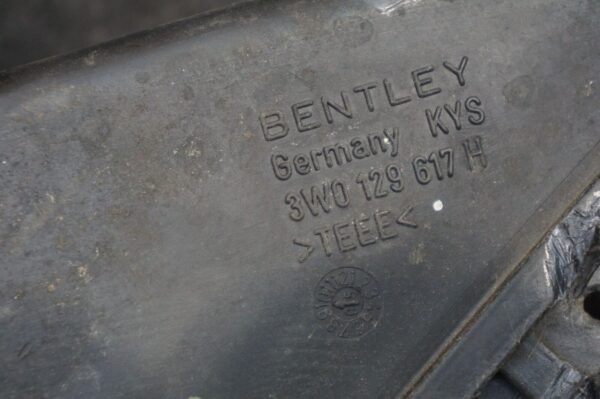 BENTLEY
Germany KYS
3W0 129 617 H
>TEEE<